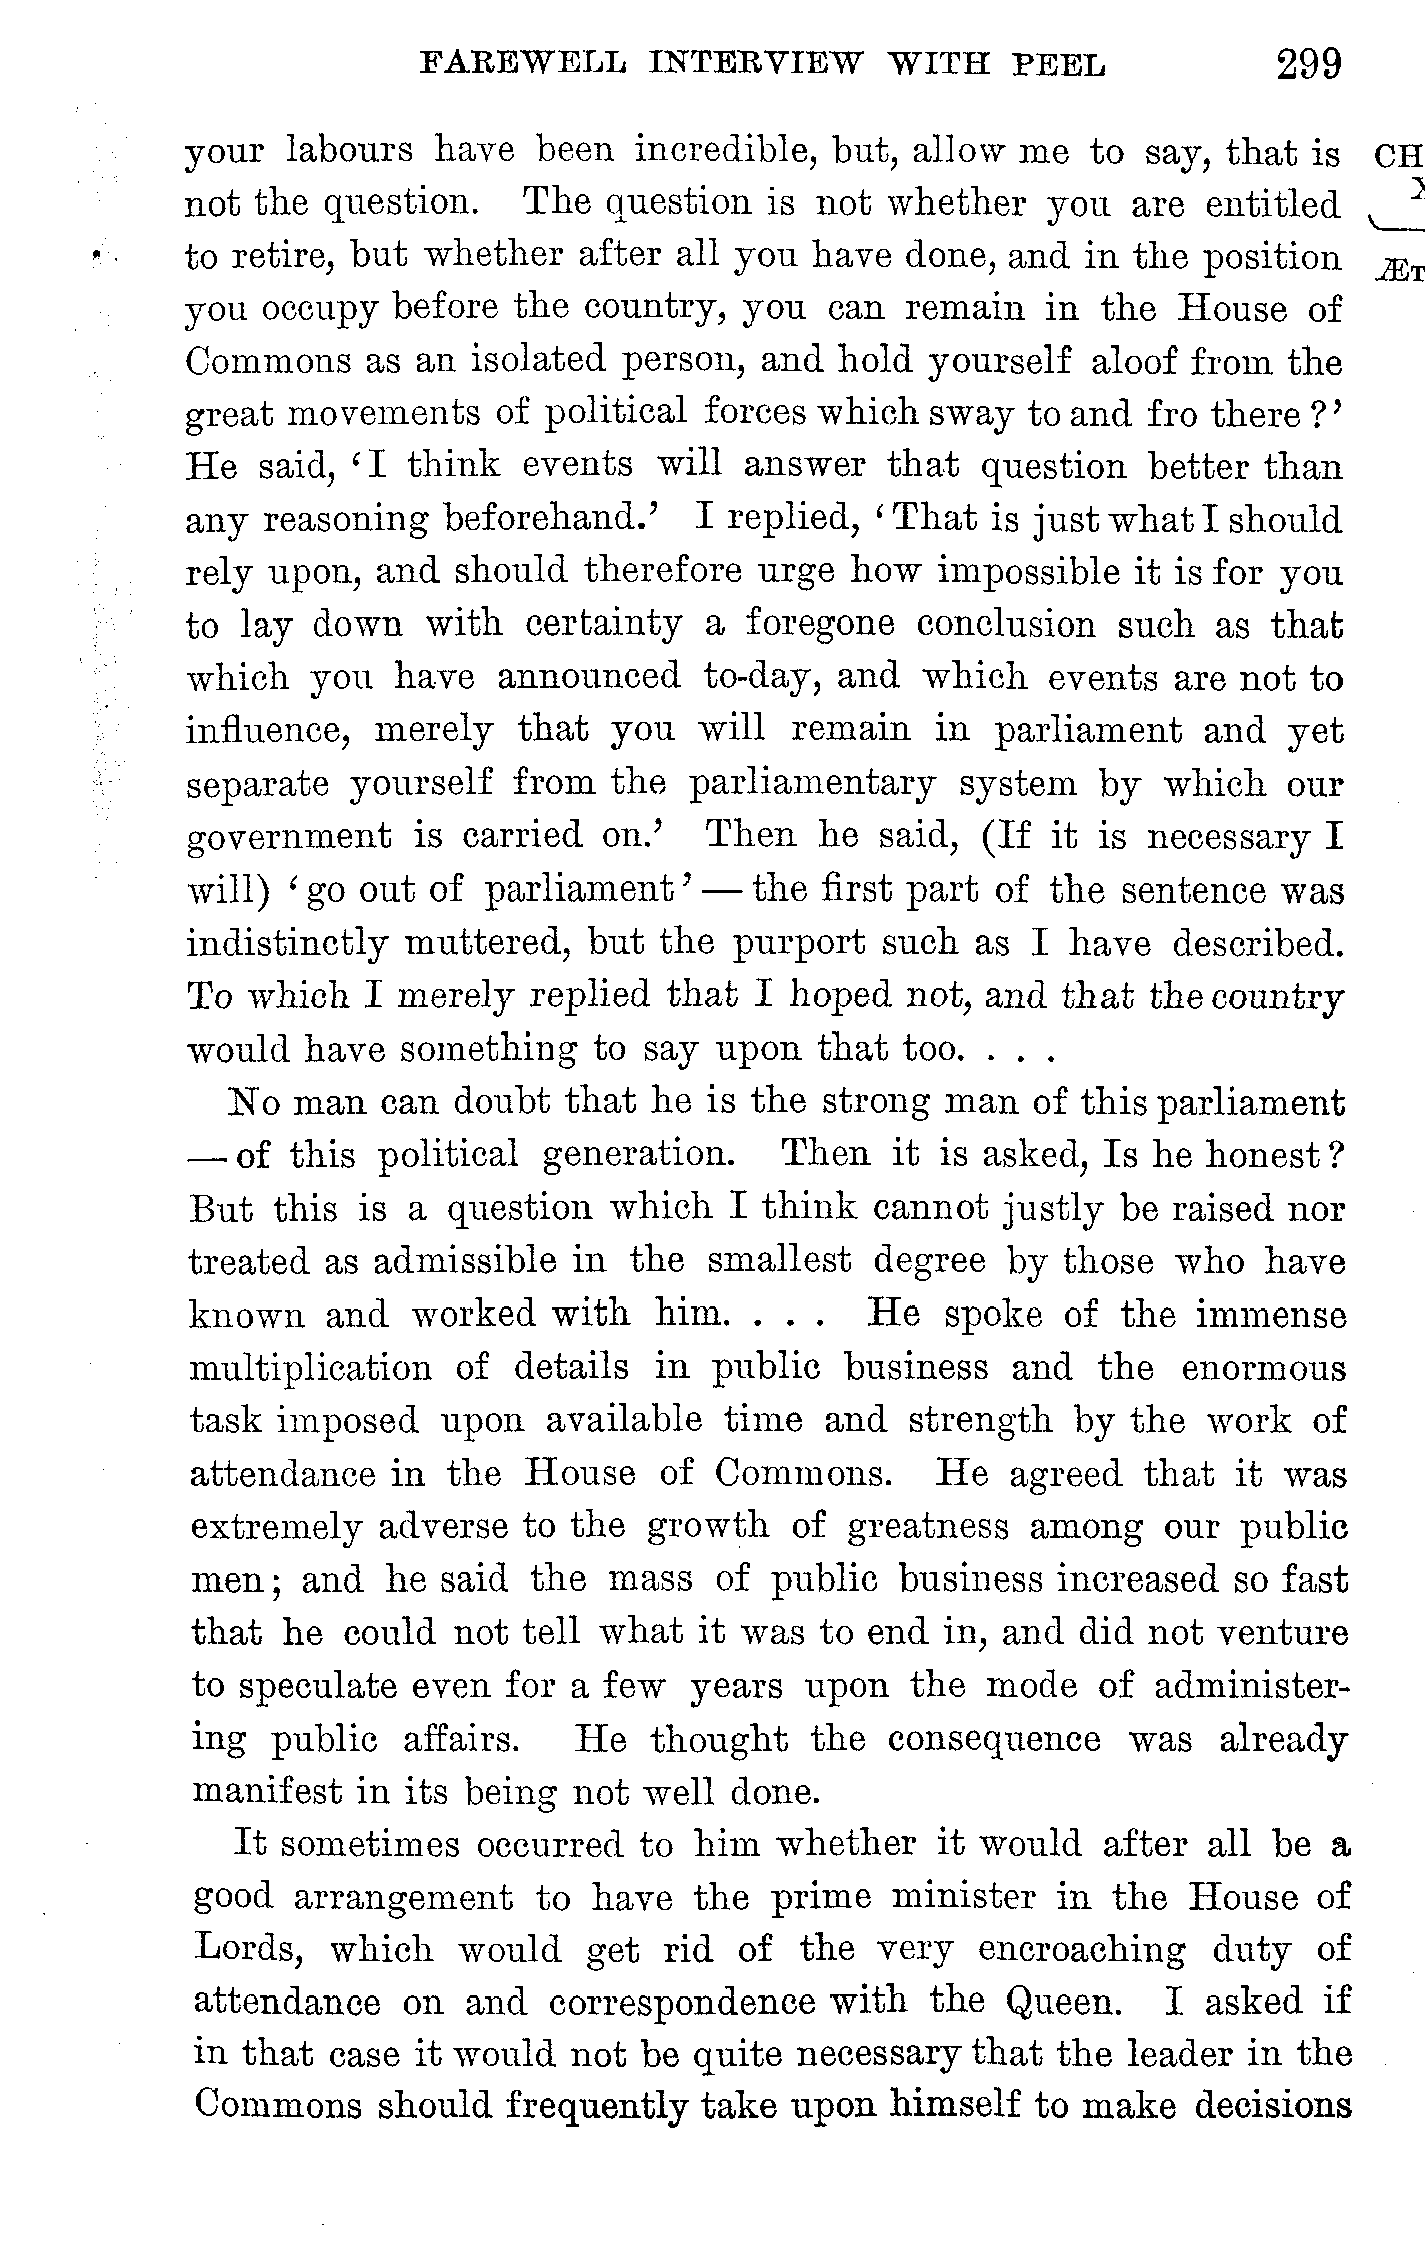 FAREWELL INTERVIEW WITH PEEL 299
your labours have been incredible, but, allow me to say, that is
not the question. The question is not whether you are entitled
to retire, but whether after all you have done, and in the position
you occupy before the country, you can remain in the House of
Commons as an isolated person, and hold yourself aloof from the
great movements of political forces which sway to and fro there?’
He said, ‘I think events will answer that question better than
any reasoning beforehand.’ I replied, ‘That is just what I should
rely upon, and should therefore urge how impossible it is for you
to lay down with certainty a foregone conclusion such as that
which you have announced to-day, and which events are not to
influence, merely that you will remain in parliament and yet
separate yourself from the parliamentary system by which our
government is carried on.’ Then he said, (If it is necessary I
will) ‘go out of parliament’ — the first part of the sentence was
indistinctly muttered, but the purport such as I have described.
To which I merely replied that I hoped not, and that the country
would have something to say upon that too. . . .
No man can doubt that he is the strong man of this parliament
— of this political generation. Then it is asked, Is he honest?
But this is a question which I think cannot justly be raised nor
treated as admissible in the smallest degree by those who have
known and worked with him. . . . He spoke of the immense
multiplication of details in public business and the enormous
task imposed upon available time and strength by the work of
attendance in the House of Commons. He agreed that it was
extremely adverse to the growth of greatness among our public
men; and he said the mass of public business increased so fast
that he could not tell what it was to end in, and did not venture
to speculate even for a few years upon the mode of administer-
ing public affairs. He thought the consequence was already
manifest in its being not well done.
It sometimes occurred to him whether it would after all be a
good arrangement to have the prime minister in the House of
Lords, which would get rid of the very encroaching duty of
attendance on and correspondence with the Queen. I asked if
in that case it would not be quite necessary that the leader in the
Commons should frequently take upon himself to make decisions
CH
ÆT